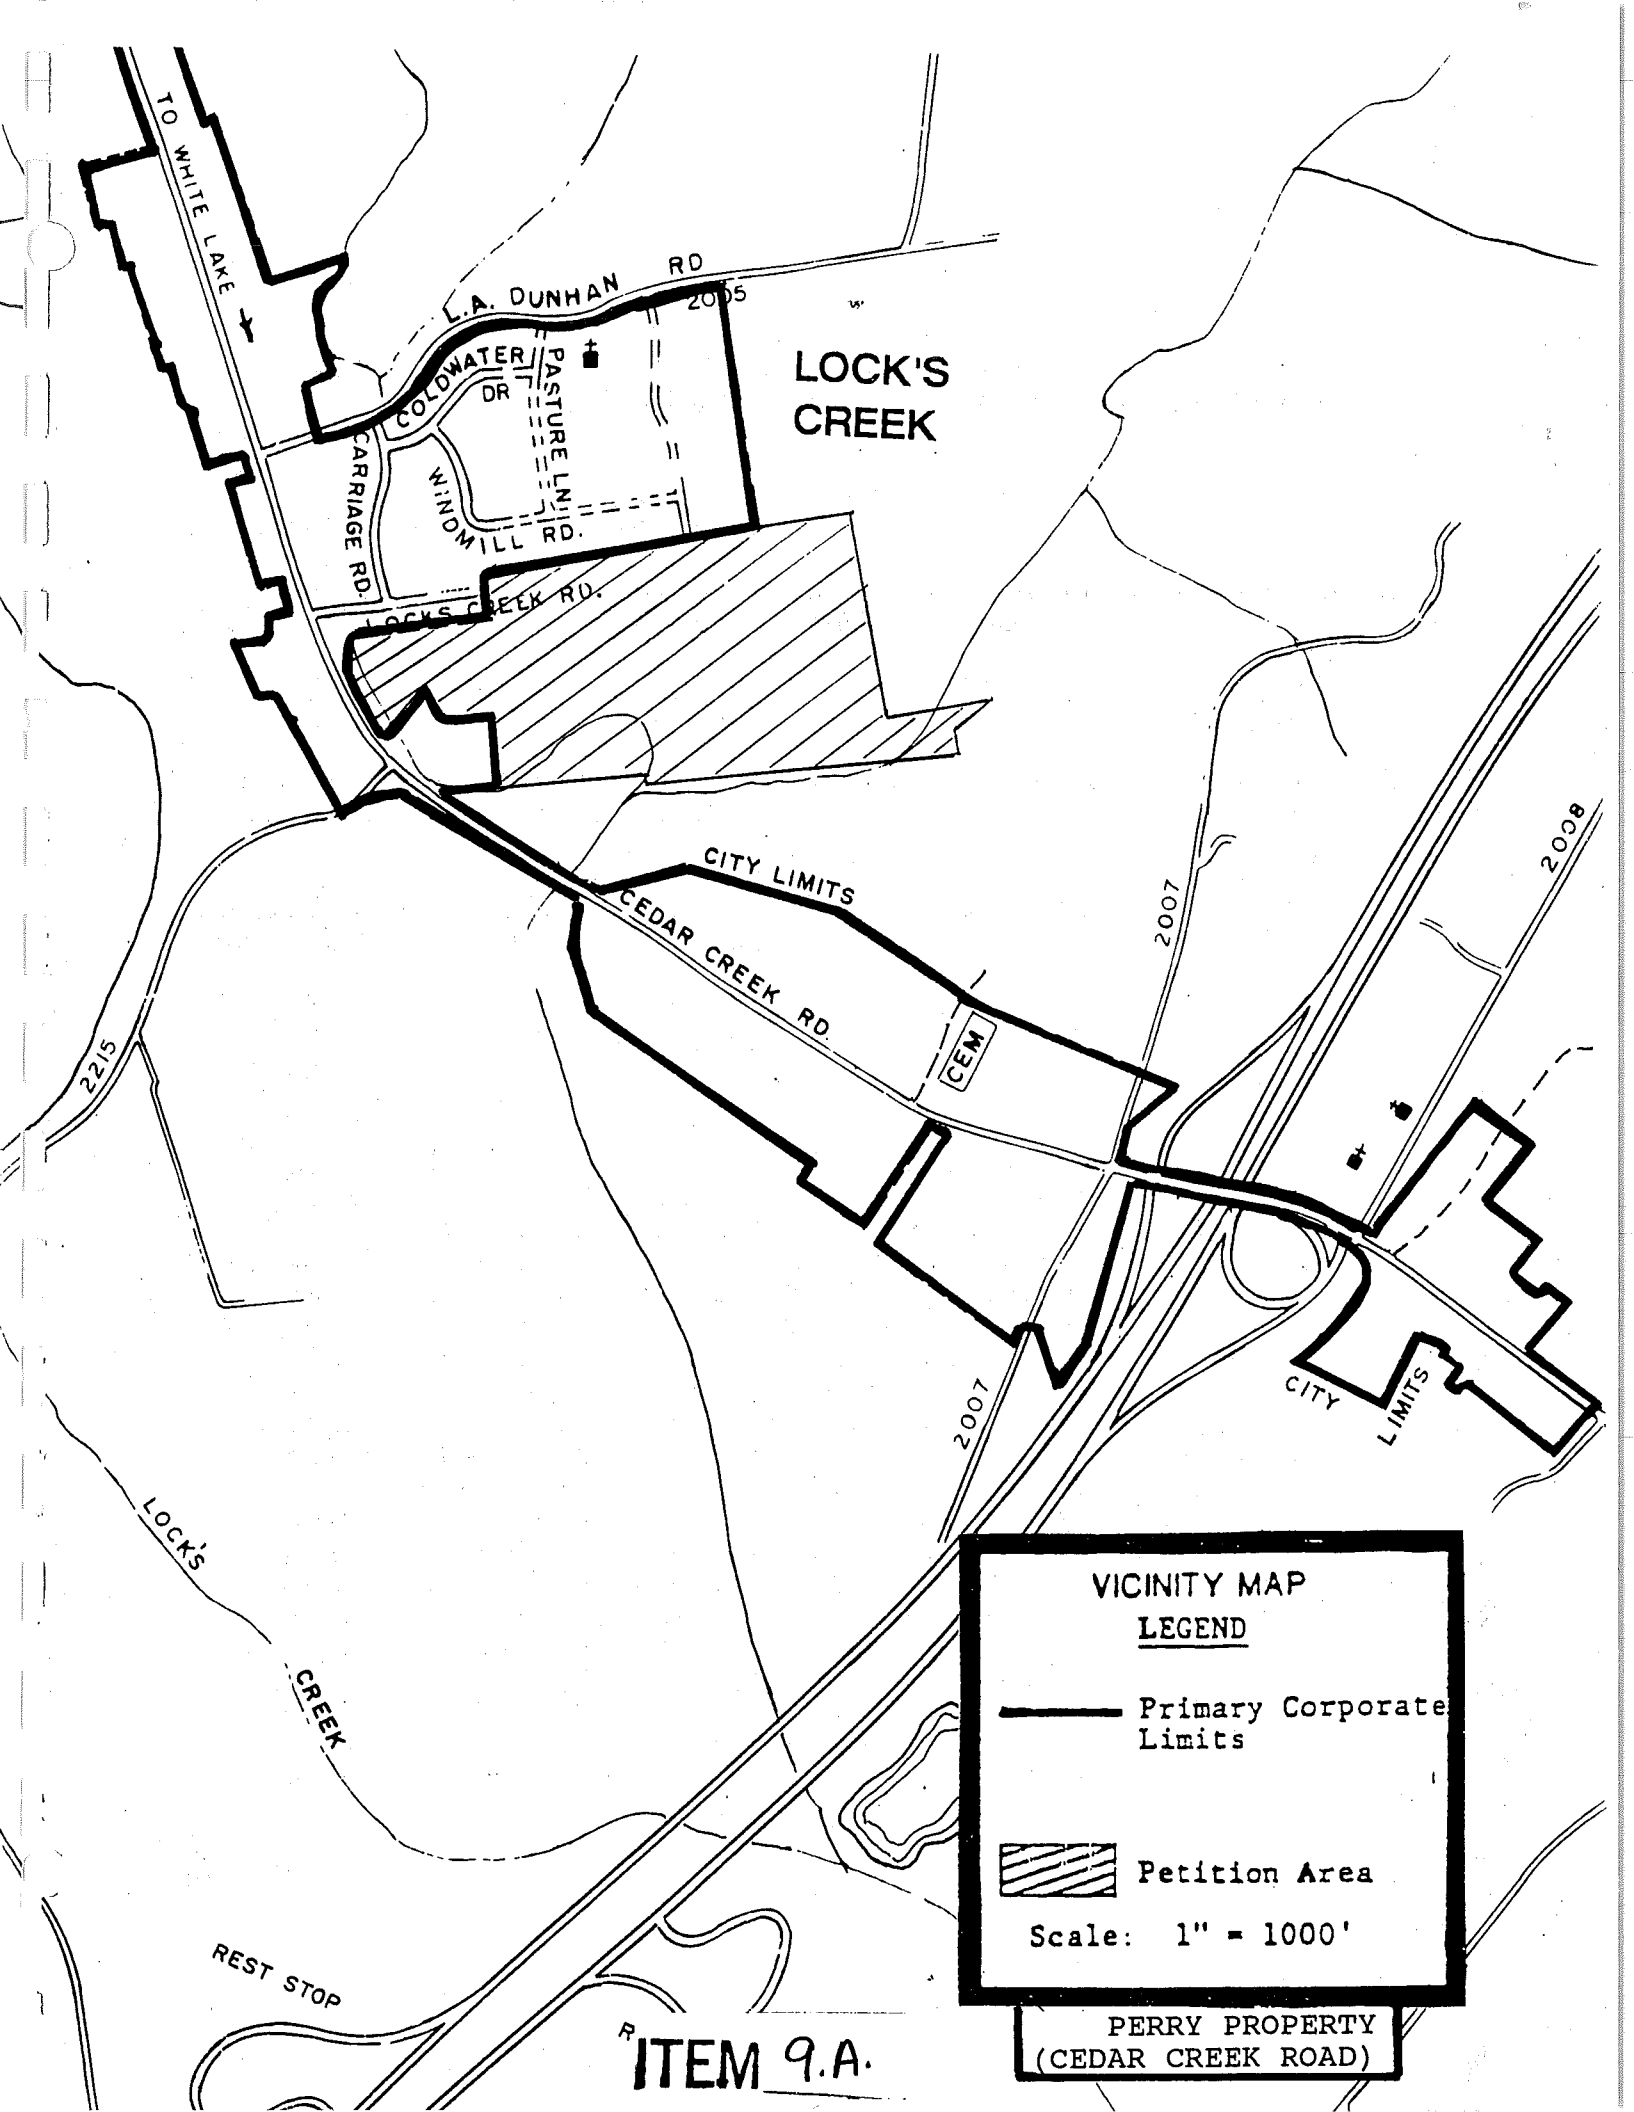 TO WHITE LAKE
L.A. DUNHAN RD
2005
COLDWATER
DR
PASTURE LN.
LOCK'S
CREEK
CARRIAGE RD.
WINDMILL RD.
LOCKS CREEK RD.
CITY LIMITS
CEDAR CREEK RD.
2008
2007
CEM
2215
2007
CITY
LIMITS
LOCK'S
CREEK
VICINITY MAP
LEGEND
Primary Corporate
Limits
Petition Area
Scale: 1" = 1000'
REST STOP
R
ITEM 9.A.
PERRY PROPERTY
(CEDAR CREEK ROAD)